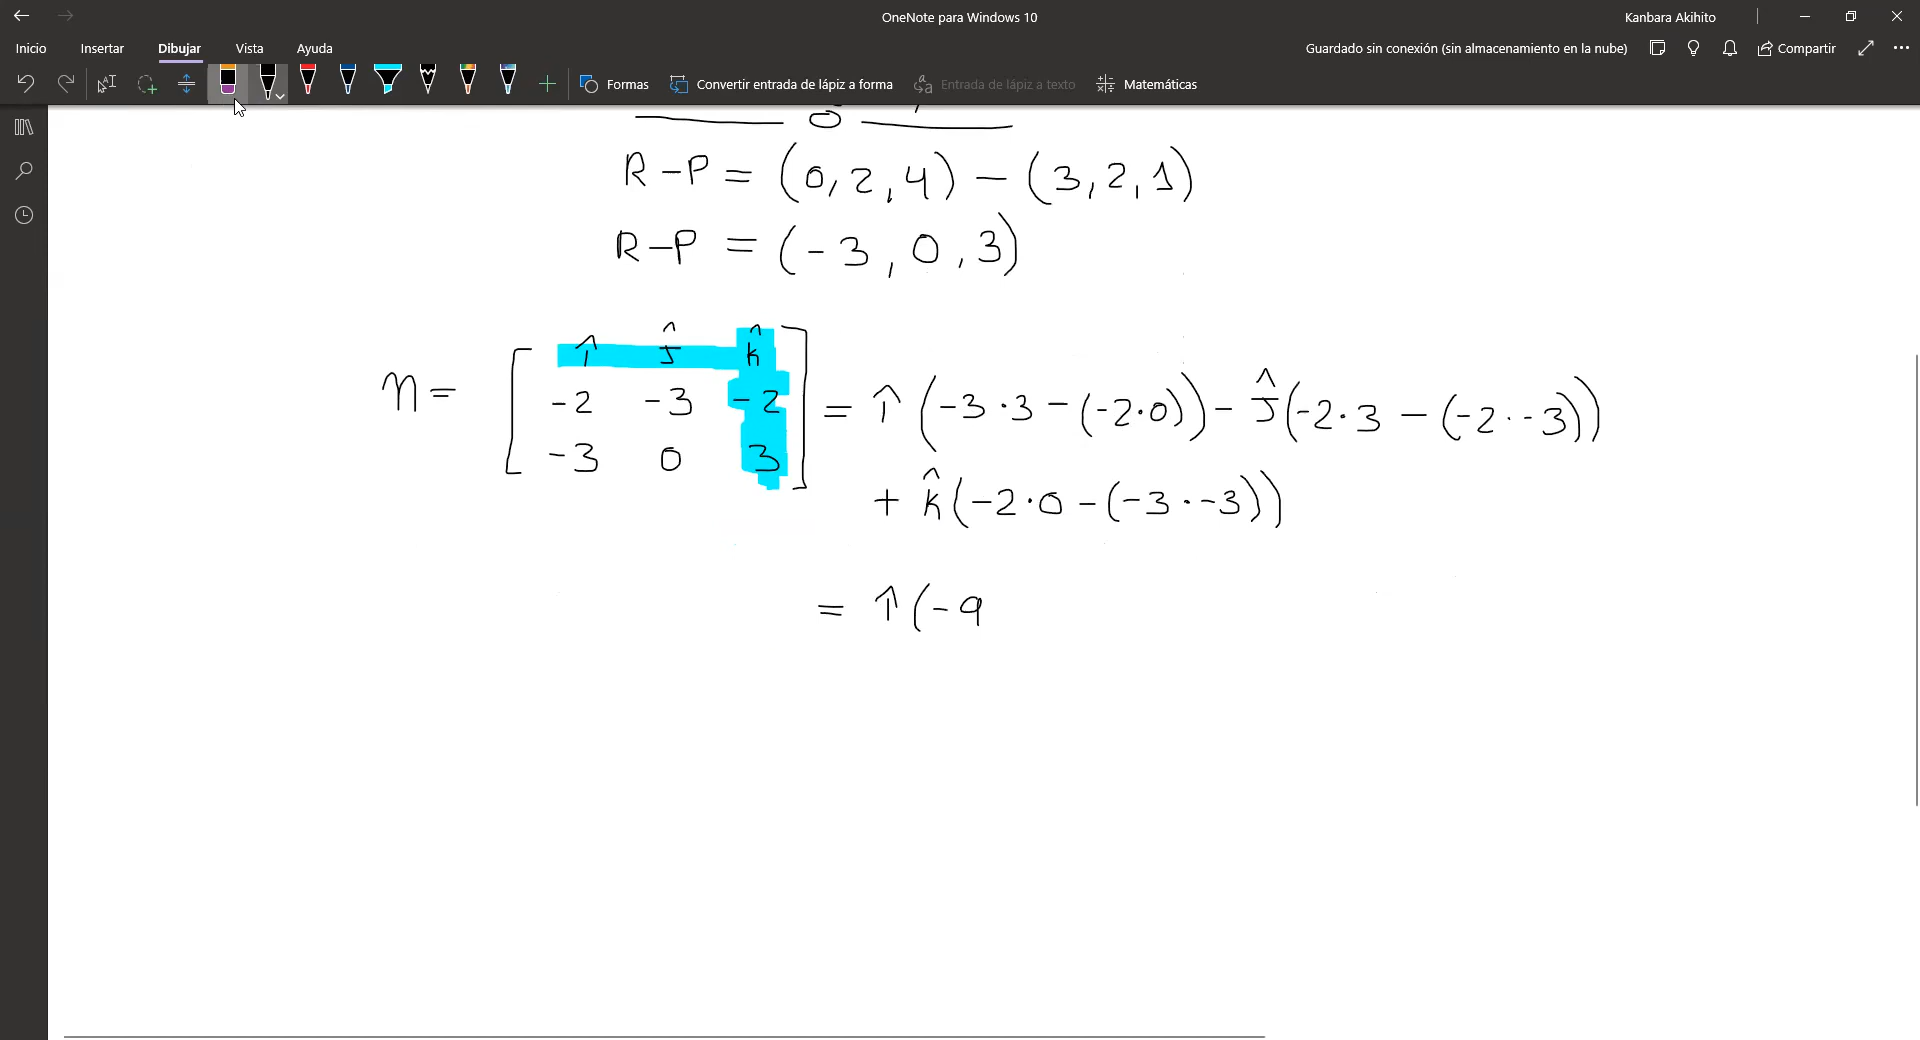 OneNote para Windows 10
Kanbara Akihito
Inicio Insertar Dibujar Vista Ayuda
Guardado sin conexión (sin almacenamiento en la nube) Compartir
Formas Convertir entrada de lápiz a forma Entrada de lápiz a texto Matemáticas
R-P = (0,2,4) - (3,2,1)
R-P = (-3,0,3)
î ĵ k̂
n = -2 -3 -2 = î(-3·3-(-2·0)) - ĵ(-2·3-(-2·-3))
-3 0 3
+ k̂(-2·0-(-3·-3))
= î(-9